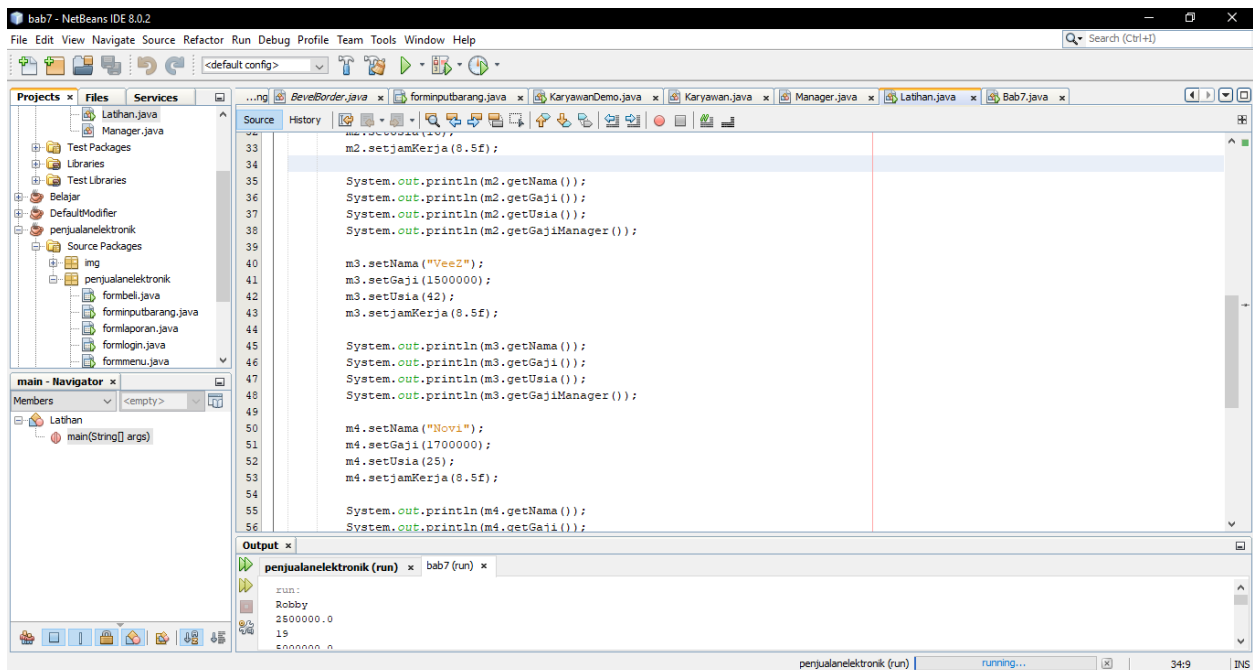 bab7 - NetBeans IDE 8.0.2
File Edit View Navigate Source Refactor Run Debug Profile Team Tools Window Help
Search (Ctrl+I)
<default config>
Projects Files Services
Latihan.java
Manager.java
Test Packages
Libraries
Test Libraries
Belajar
DefaultModifier
penjualanelektronik
Source Packages
img
penjualanelektronik
formbeli.java
forminputbarang.java
formlaporan.java
formlogin.java
formmenu.java
main - Navigator
Members <empty>
Latihan
main(String[] args)
...ng BevelBorder.java forminputbarang.java KaryawanDemo.java Karyawan.java Manager.java Latihan.java Bab7.java
Source History
33 m2.setjamKerja(8.5f);
34
35 System.out.println(m2.getNama());
36 System.out.println(m2.getGaji());
37 System.out.println(m2.getUsia());
38 System.out.println(m2.getGajiManager());
39
40 m3.setNama("VeeZ");
41 m3.setGaji(1500000);
42 m3.setUsia(42);
43 m3.setjamKerja(8.5f);
44
45 System.out.println(m3.getNama());
46 System.out.println(m3.getGaji());
47 System.out.println(m3.getUsia());
48 System.out.println(m3.getGajiManager());
49
50 m4.setNama("Novi");
51 m4.setGaji(1700000);
52 m4.setUsia(25);
53 m4.setjamKerja(8.5f);
54
55 System.out.println(m4.getNama());
56 System.out.println(m4.getGaji());
Output
penjualanelektronik (run) bab7 (run)
run:
Robby
2500000.0
19
5000000.0
penjualanelektronik (run) running... 34:9 INS